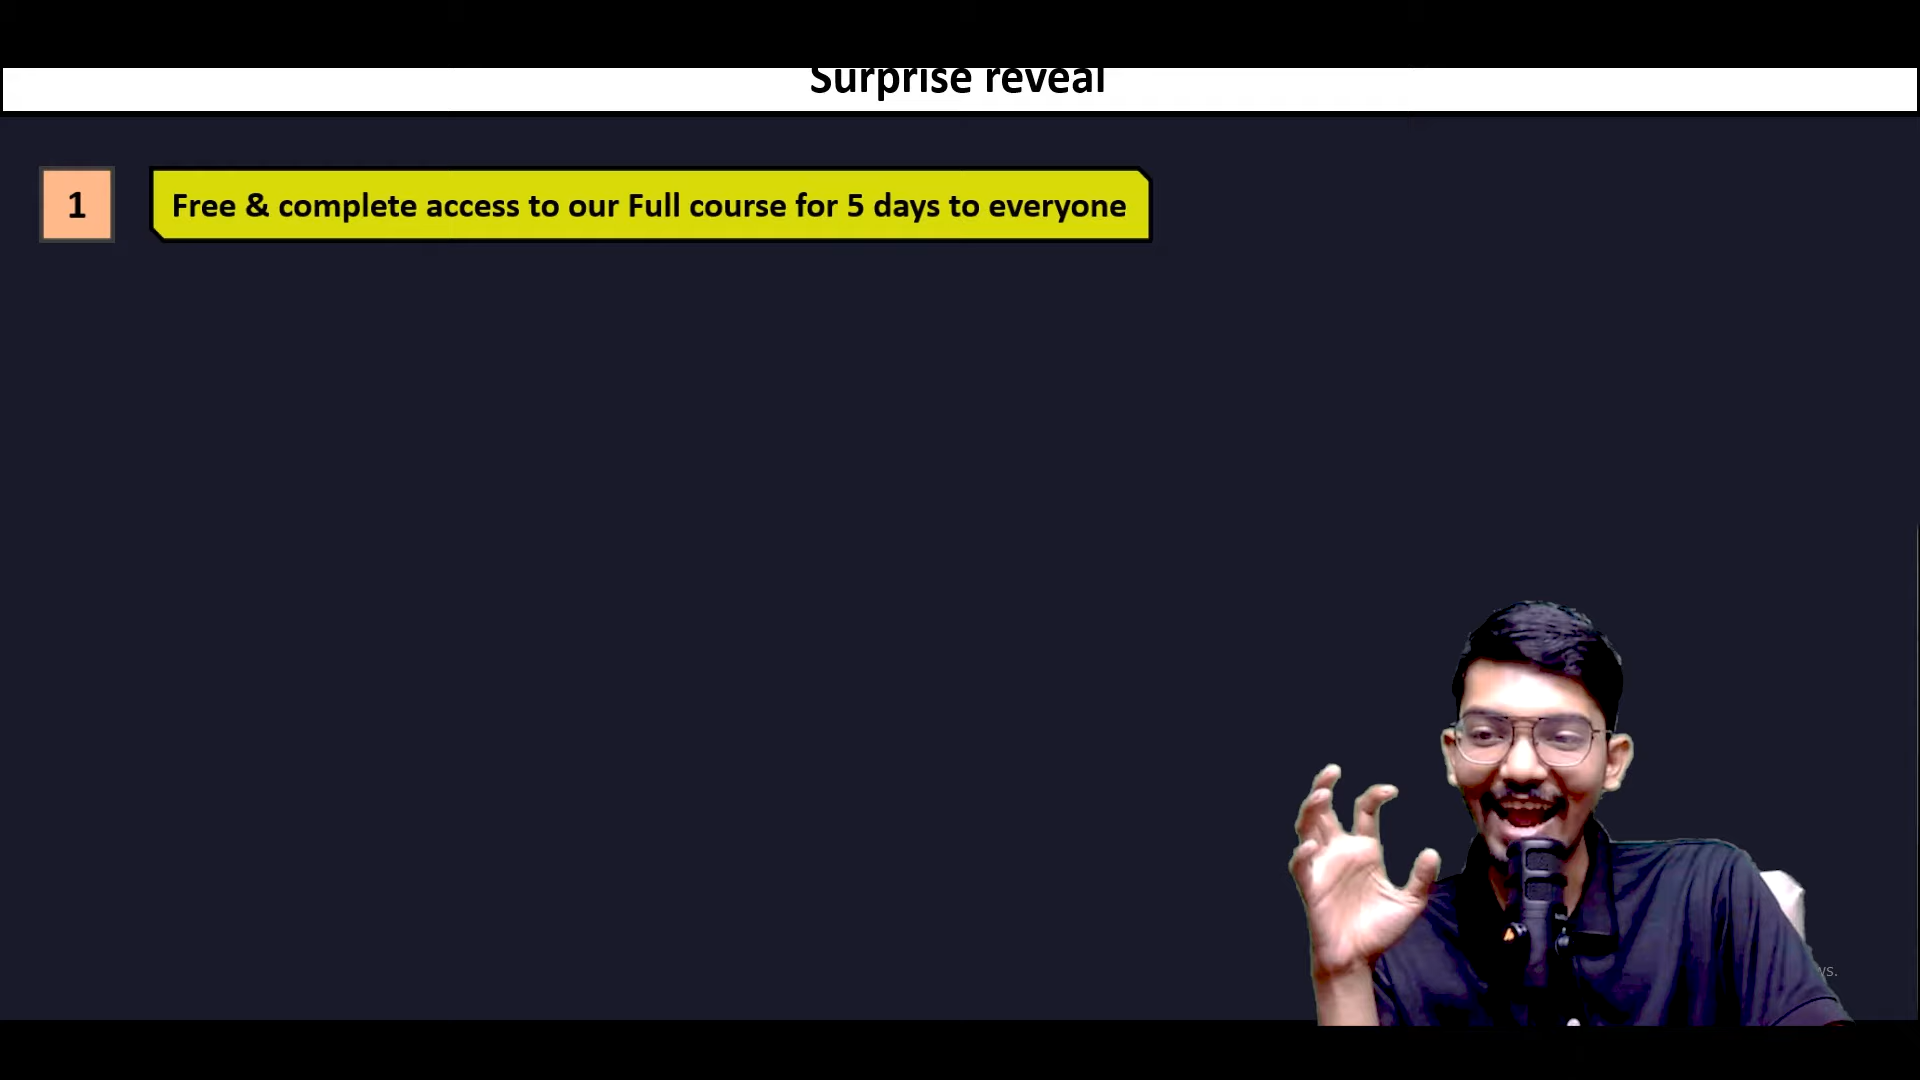 Surprise reveal
1
Free & complete access to our Full course for 5 days to everyone